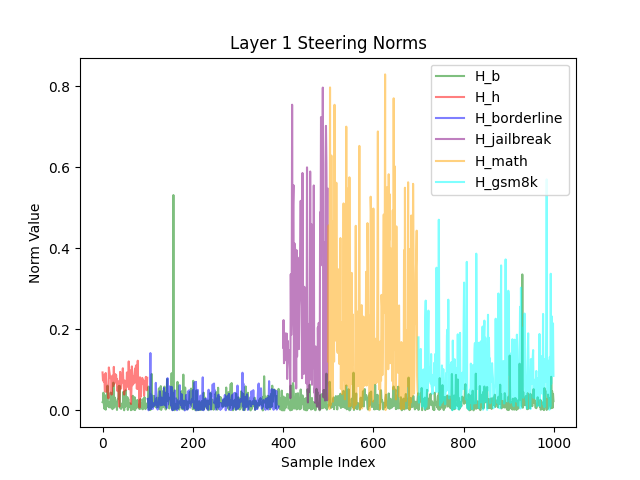 Layer 1 Steering Norms
H_b
H_h
H_borderline
H_jailbreak
H_math
H_gsm8k
Norm Value
0.8
0.6
0.4
0.2
0.0
0
200
400
600
800
1000
Sample Index